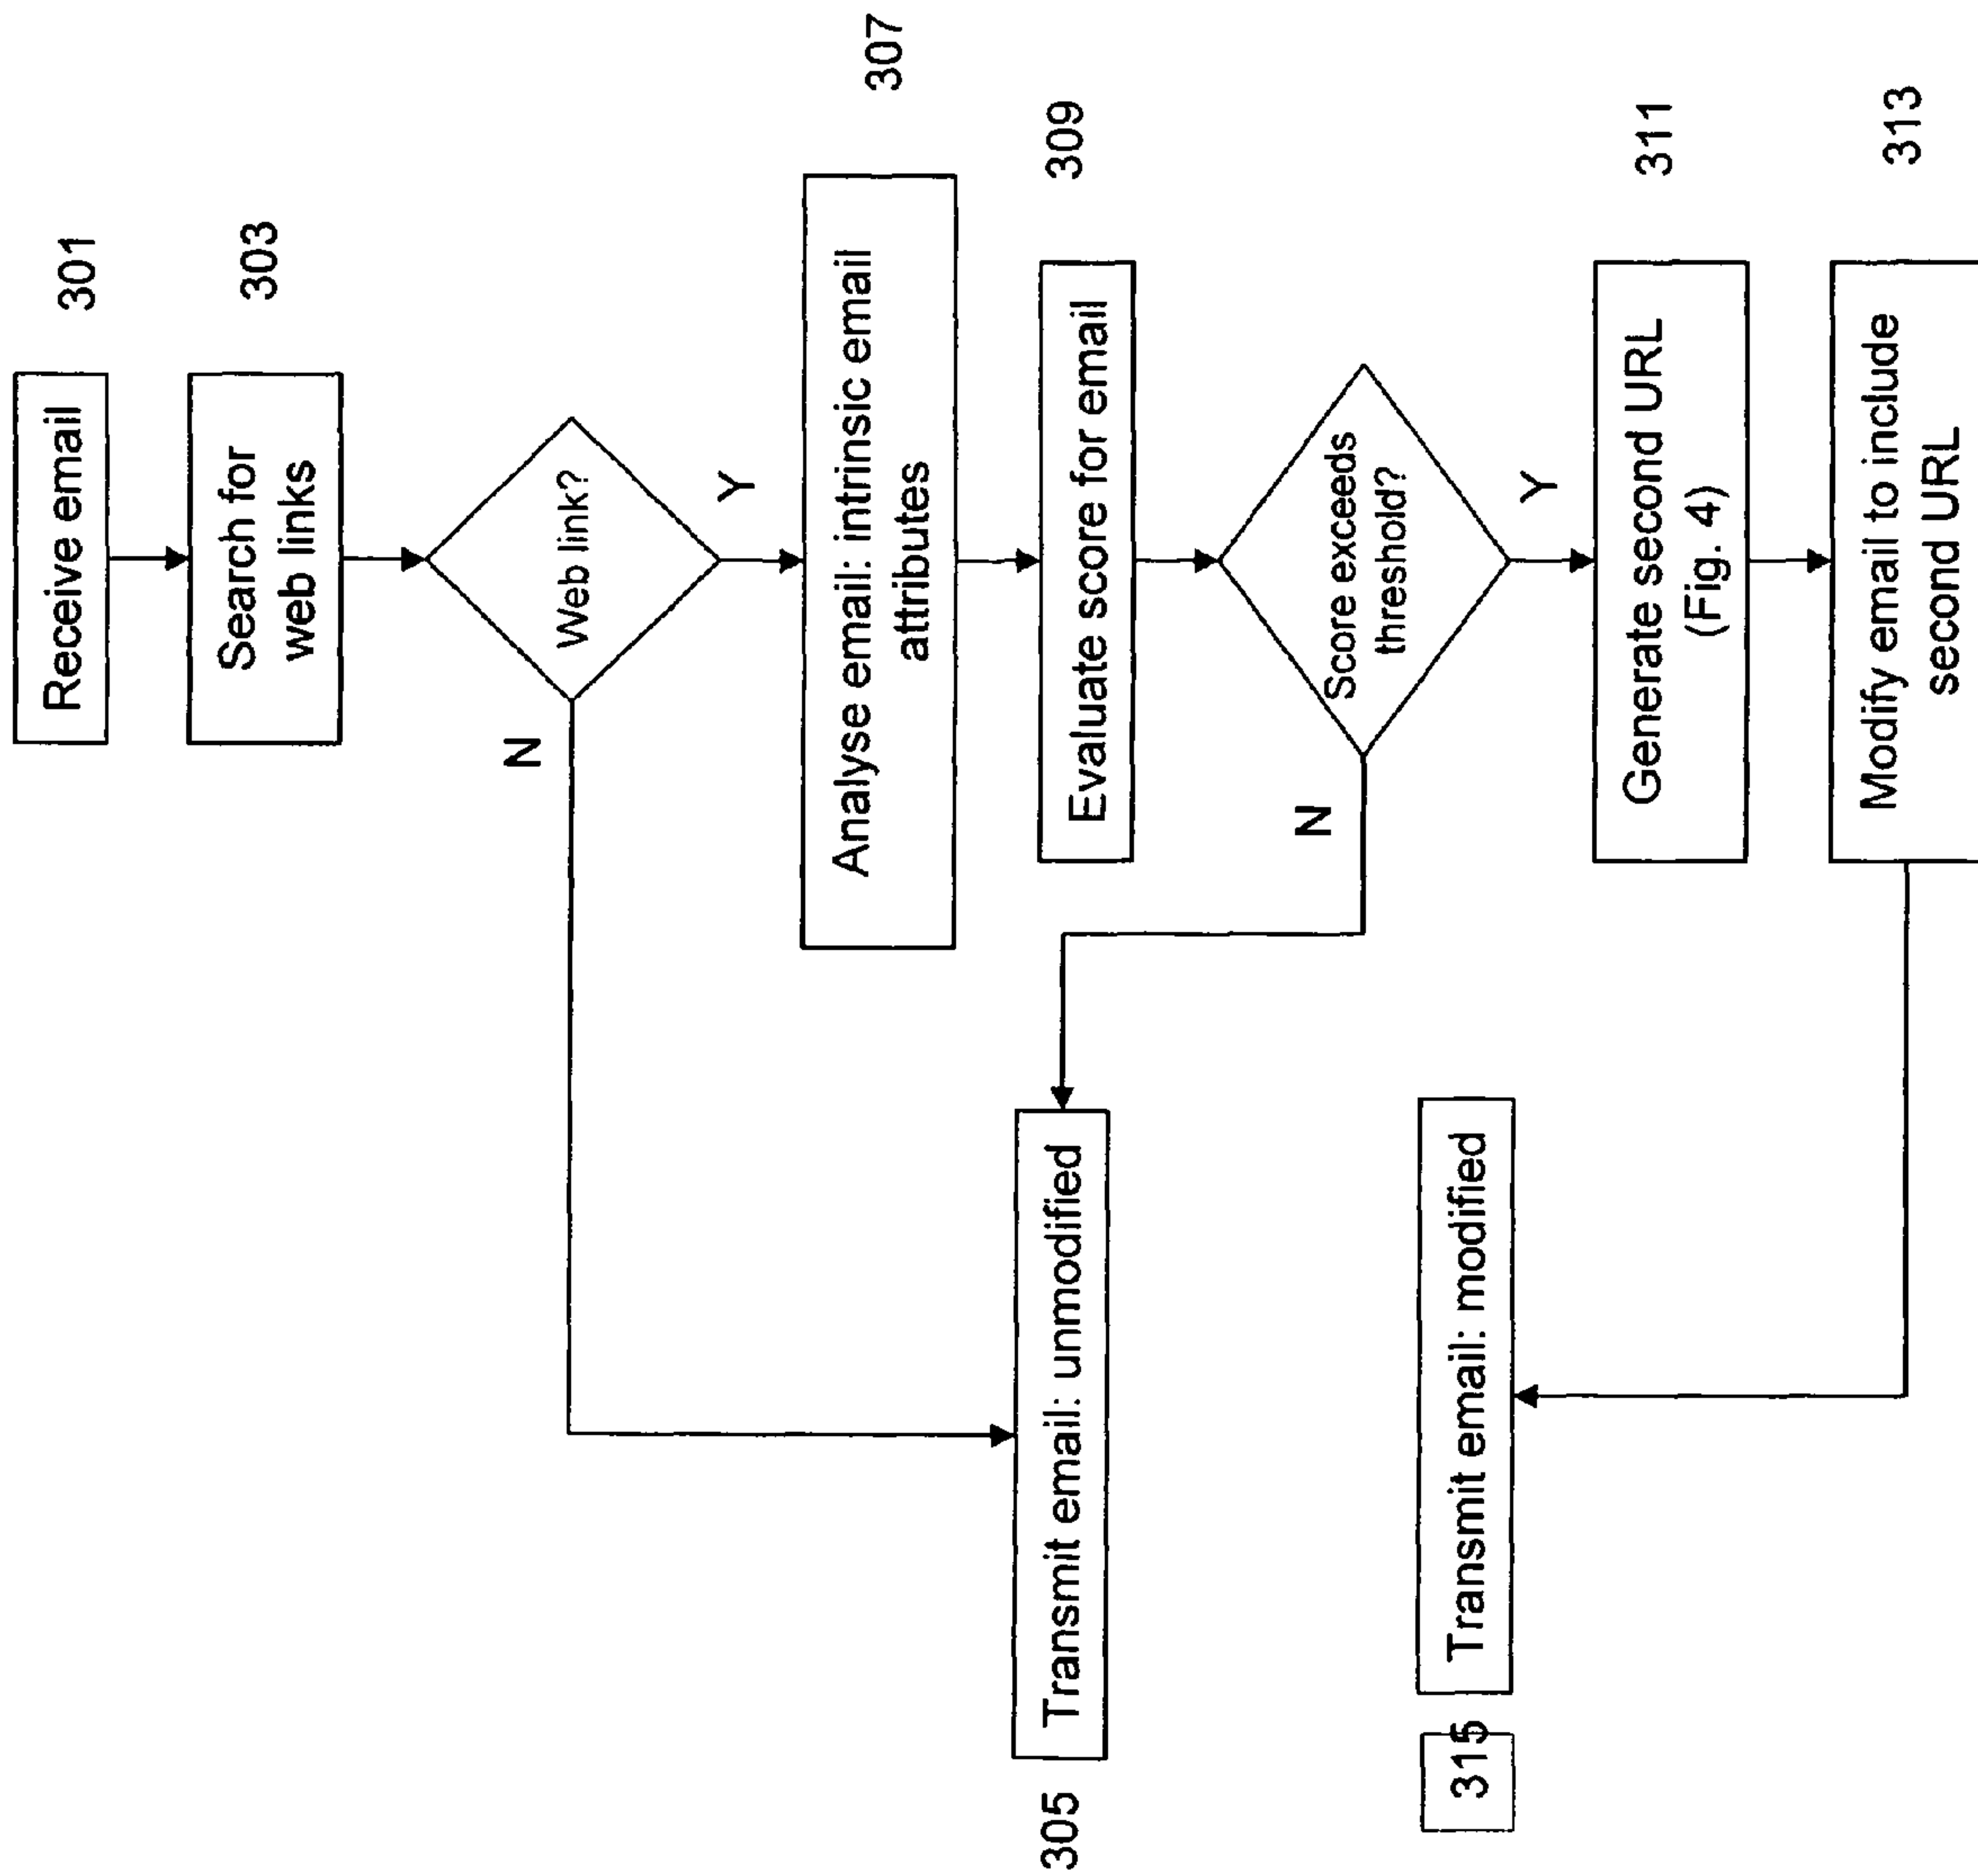 Receive email
301
Search for
web links
303
Web link?
N
Y
Analyse email: intrinsic email
attributes
307
Evaluate score for email
309
Score exceeds
threshold?
N
Y
Transmit email: unmodified
305
Generate second URL
(Fig. 4)
311
Modify email to include
second URL
313
Transmit email: modified
315